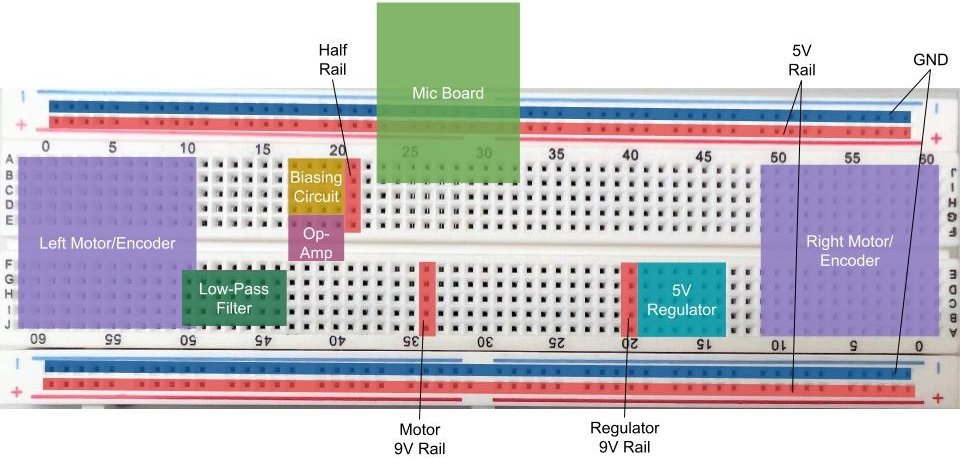 Half
Rail
5V
Rail
GND
Mic Board
0 5 10 15 20 25 30 35 40 45 50 55 60
A
B
C
D
E
J
I
H
G
F
Biasing
Circuit
Op-
Amp
Left Motor/Encoder
Right Motor/
Encoder
Low-Pass
Filter
5V
Regulator
F
G
H
I
J
E
D
C
B
A
60 55 50 45 40 35 25 20 15 10 5 0
Motor
9V Rail
Regulator
9V Rail